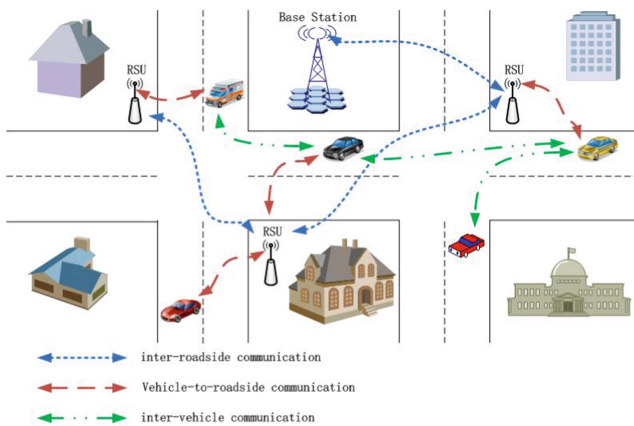 Base Station
RSU
RSU
RSU
inter-roadside communication
Vehicle-to-roadside communication
inter-vehicle communication